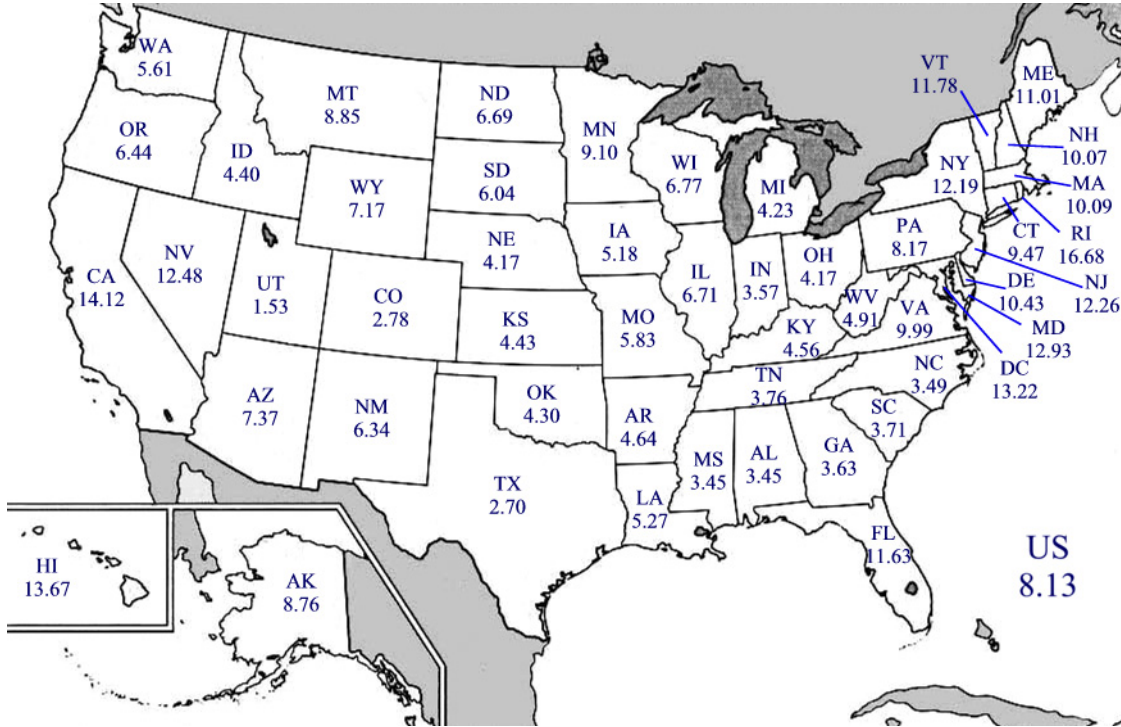 WA
5.61
MT
8.85
ND
6.69
MN
9.10
VT
11.78
ME
11.01
OR
6.44
ID
4.40
WY
7.17
SD
6.04
WI
6.77
MI
4.23
NY
12.19
NH
10.07
MA
10.09
CT
9.47
RI
16.68
NV
12.48
UT
1.53
CO
2.78
NE
4.17
IA
5.18
IL
6.71
IN
3.57
OH
4.17
PA
8.17
NJ
12.26
DE
10.43
MD
12.93
DC
13.22
CA
14.12
KS
4.43
MO
5.83
KY
4.56
WV
4.91
VA
9.99
AZ
7.37
NM
6.34
OK
4.30
AR
4.64
TN
3.76
NC
3.49
SC
3.71
TX
2.70
LA
5.27
MS
3.45
AL
3.45
GA
3.63
FL
11.63
HI
13.67
AK
8.76
US
8.13